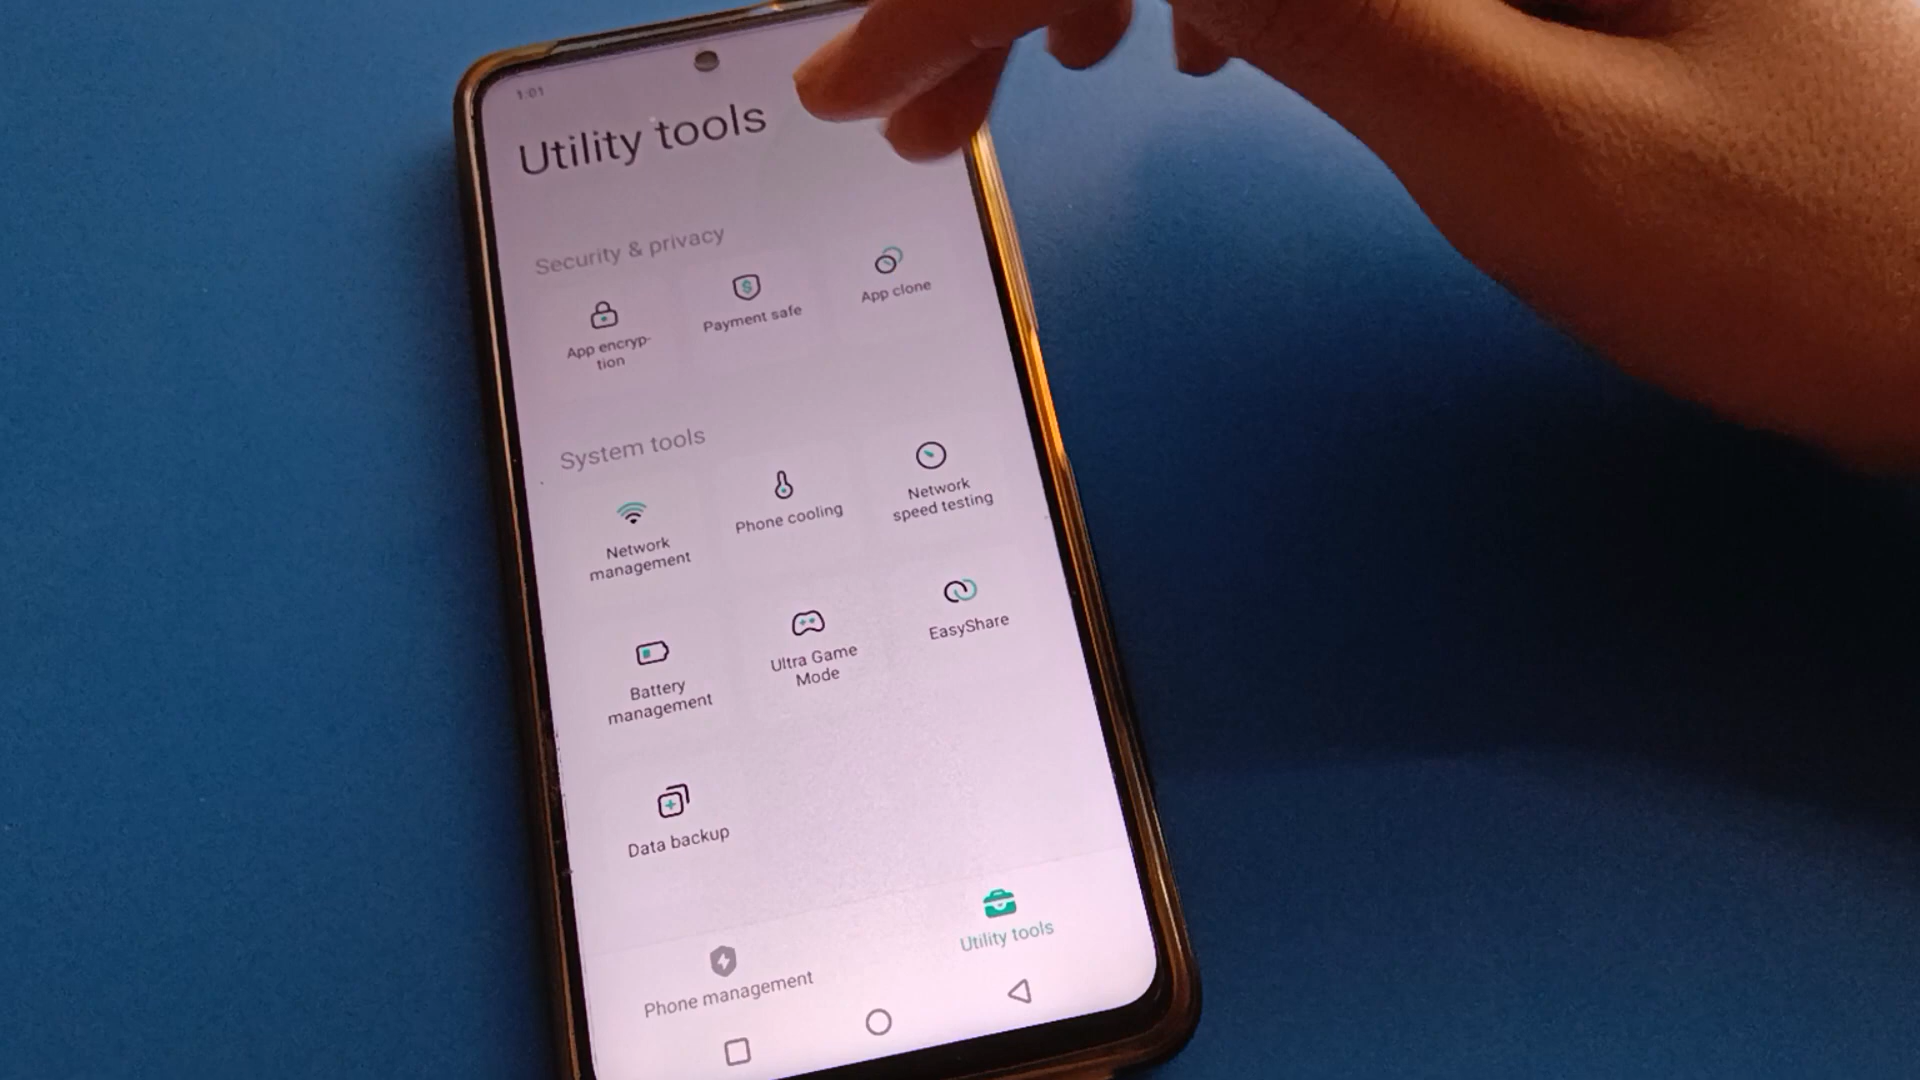 1:01
Utility tools
Security & privacy
App encryp-
tion
Payment safe
App clone
System tools
Network
management
Phone cooling
Network
speed testing
Battery
management
Ultra Game
Mode
EasyShare
Data backup
Phone management
Utility tools